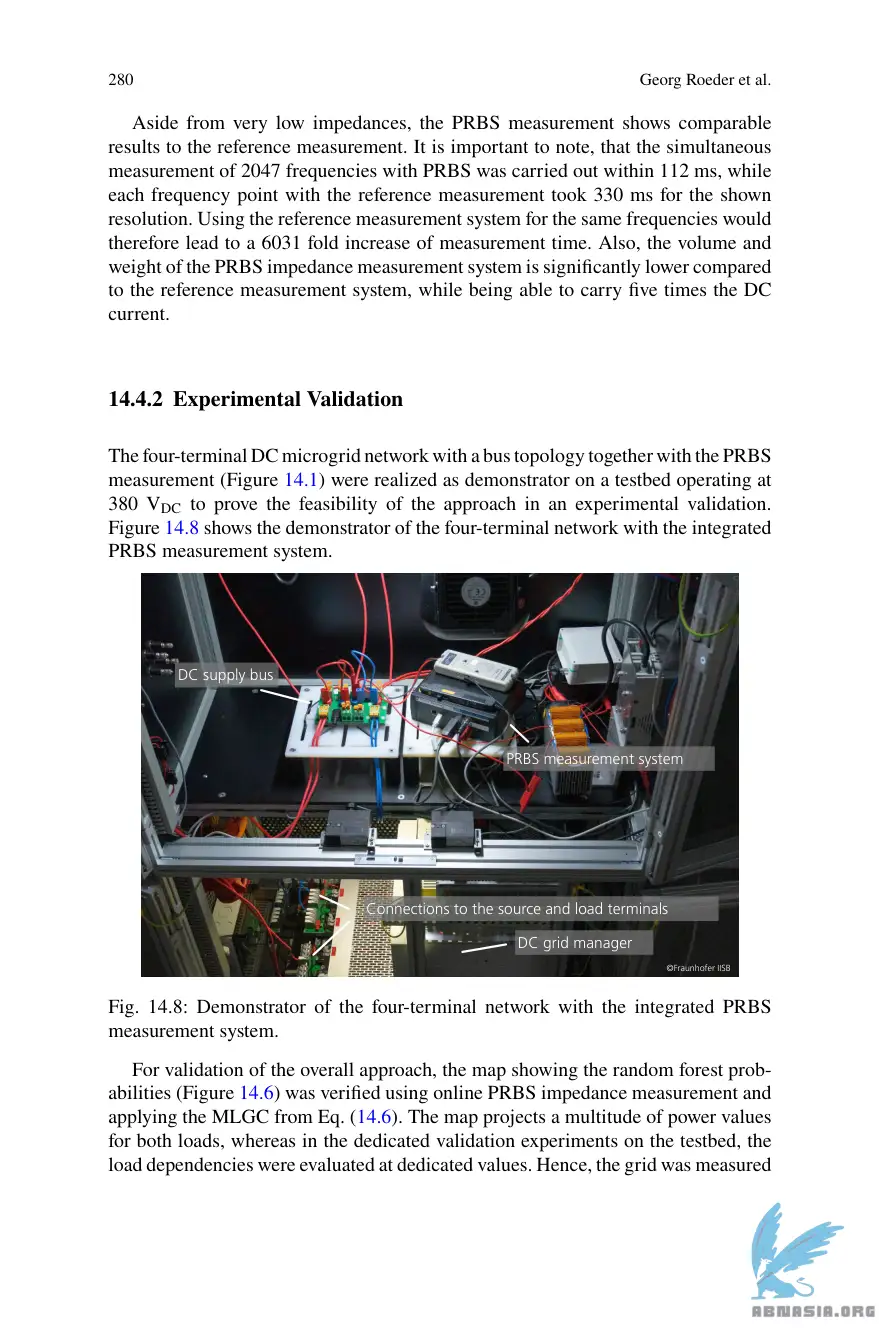 280
Georg Roeder et al.
Aside from very low impedances, the PRBS measurement shows comparable
results to the reference measurement. It is important to note, that the simultaneous
measurement of 2047 frequencies with PRBS was carried out within 112 ms, while
each frequency point with the reference measurement took 330 ms for the shown
resolution. Using the reference measurement system for the same frequencies would
therefore lead to a 6031 fold increase of measurement time. Also, the volume and
weight of the PRBS impedance measurement system is significantly lower compared
to the reference measurement system, while being able to carry five times the DC
current.
14.4.2 Experimental Validation
The four-terminal DC microgrid network with a bus topology together with the PRBS
measurement (Figure 14.1) were realized as demonstrator on a testbed operating at
380 VDC to prove the feasibility of the approach in an experimental validation.
Figure 14.8 shows the demonstrator of the four-terminal network with the integrated
PRBS measurement system.
DC supply bus
PRBS measurement system
Connections to the source and load terminals
DC grid manager
©Fraunhofer IISB
Fig. 14.8: Demonstrator of the four-terminal network with the integrated PRBS
measurement system.
For validation of the overall approach, the map showing the random forest prob-
abilities (Figure 14.6) was verified using online PRBS impedance measurement and
applying the MLGC from Eq. (14.6). The map projects a multitude of power values
for both loads, whereas in the dedicated validation experiments on the testbed, the
load dependencies were evaluated at dedicated values. Hence, the grid was measured
ABNASIA.ORG